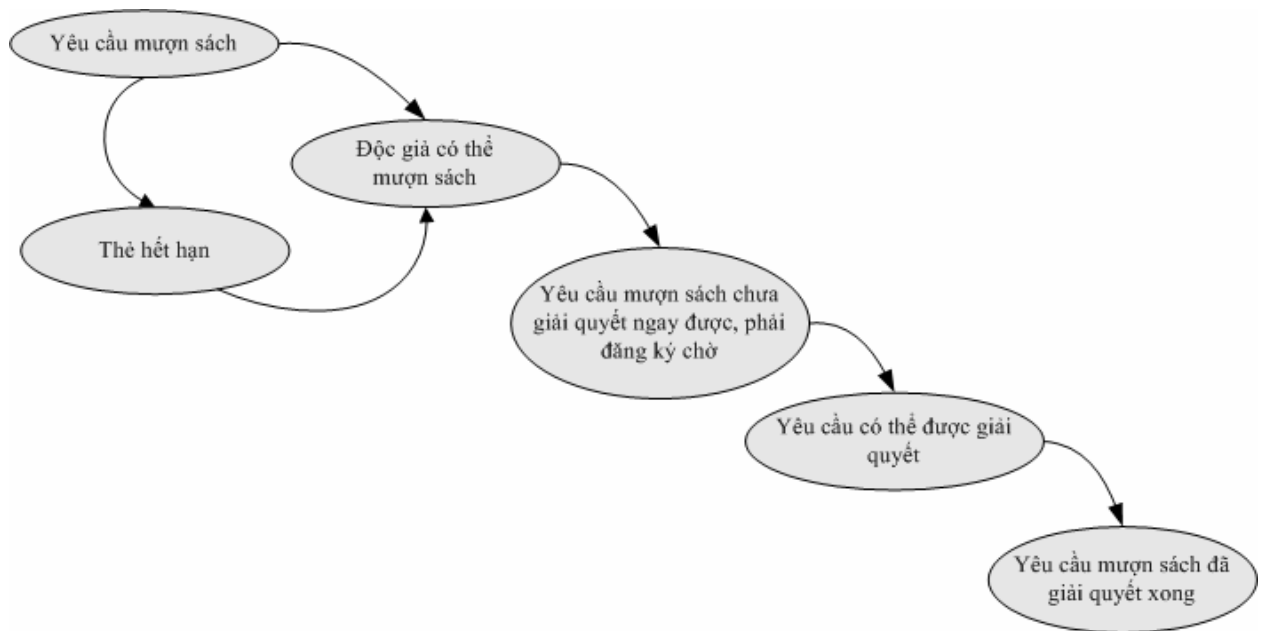 Yêu cầu mượn sách
Độc giả có thể
mượn sách
Thẻ hết hạn
Yêu cầu mượn sách chưa
giải quyết ngay được, phải
đăng ký chờ
Yêu cầu có thể được giải
quyết
Yêu cầu mượn sách đã
giải quyết xong